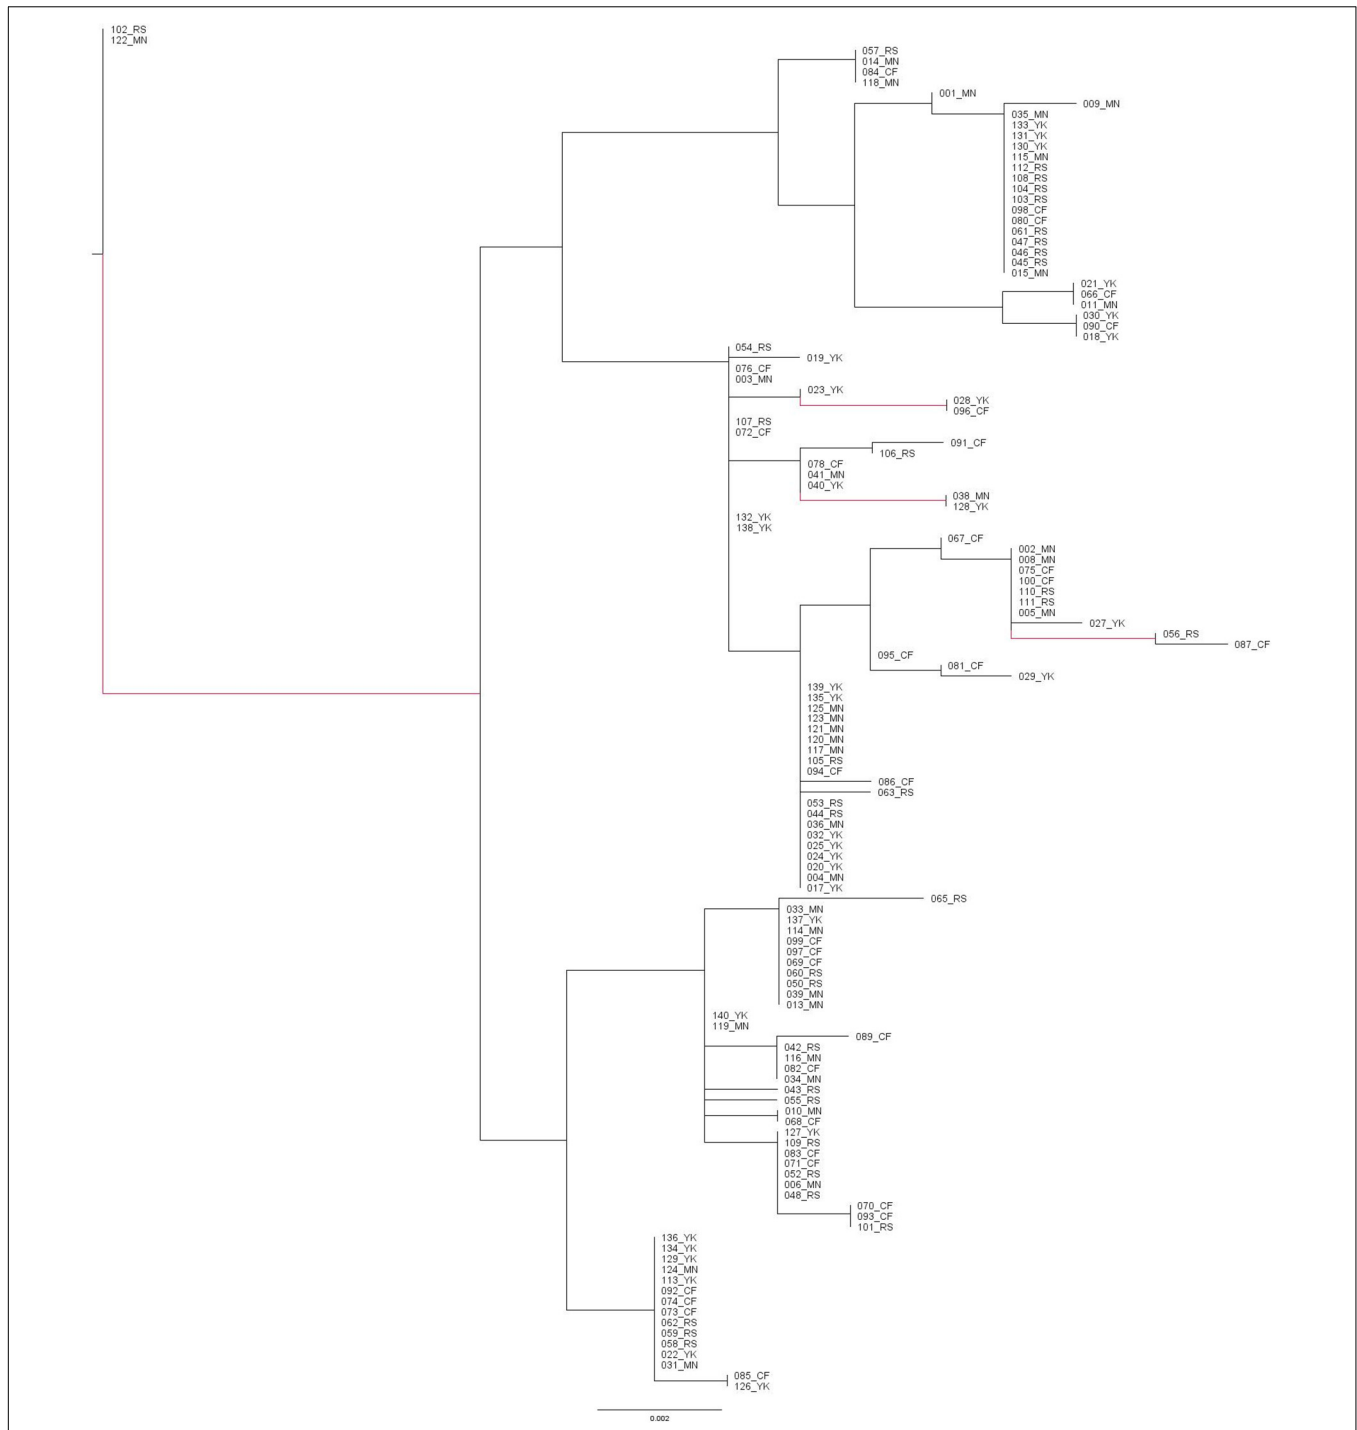 102_RS
122_MN
057_RS
014_MN
084_CF
118_MN
001_MN
009_MN
035_MN
133_YK
131_YK
130_YK
115_MN
112_RS
108_RS
104_RS
103_RS
098_CF
080_CF
061_RS
047_RS
046_RS
045_RS
015_MN
021_YK
066_CF
011_MN
030_YK
090_CF
018_YK
054_RS
019_YK
076_CF
003_MN
023_YK
028_YK
096_CF
107_RS
072_CF
091_CF
106_RS
078_CF
041_MN
040_YK
038_MN
128_YK
132_YK
138_YK
067_CF
002_MN
008_MN
075_CF
100_CF
110_RS
111_RS
005_MN
027_YK
056_RS
087_CF
095_CF
081_CF
029_YK
139_YK
135_YK
125_MN
123_MN
121_MN
120_MN
117_MN
105_RS
094_CF
086_CF
063_RS
053_RS
044_RS
036_MN
032_YK
025_YK
024_YK
020_YK
004_MN
017_YK
065_RS
033_MN
137_YK
114_MN
099_CF
097_CF
069_CF
060_RS
050_RS
039_MN
013_MN
140_YK
119_MN
089_CF
042_RS
116_MN
082_CF
034_MN
043_RS
055_RS
010_MN
068_CF
127_YK
109_RS
083_CF
071_CF
052_RS
006_MN
048_RS
070_CF
093_CF
101_RS
136_YK
134_YK
129_YK
124_MN
113_YK
092_CF
074_CF
073_CF
062_RS
059_RS
058_RS
022_YK
031_MN
085_CF
126_YK
0.002